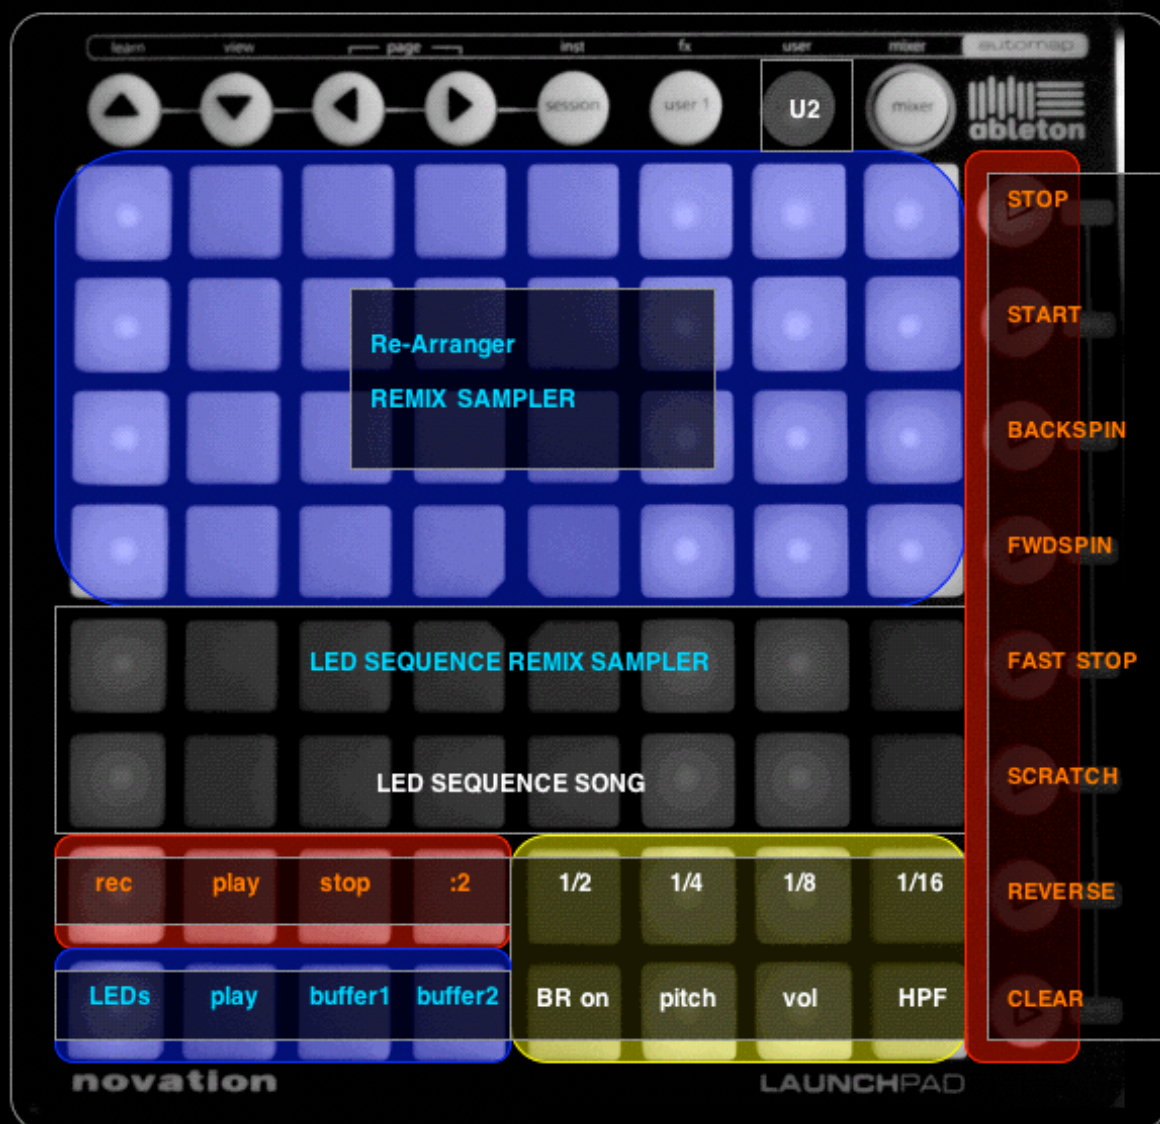 learn view page inst fx user mixer automap
session user 1 U2 mixer
ableton
STOP
START
Re-Arranger
REMIX SAMPLER
BACKSPIN
FWDSPIN
LED SEQUENCE REMIX SAMPLER
FAST STOP
LED SEQUENCE SONG
SCRATCH
rec play stop :2 1/2 1/4 1/8 1/16
REVERSE
LEDs play buffer1 buffer2 BR on pitch vol HPF
CLEAR
novation LAUNCHPAD